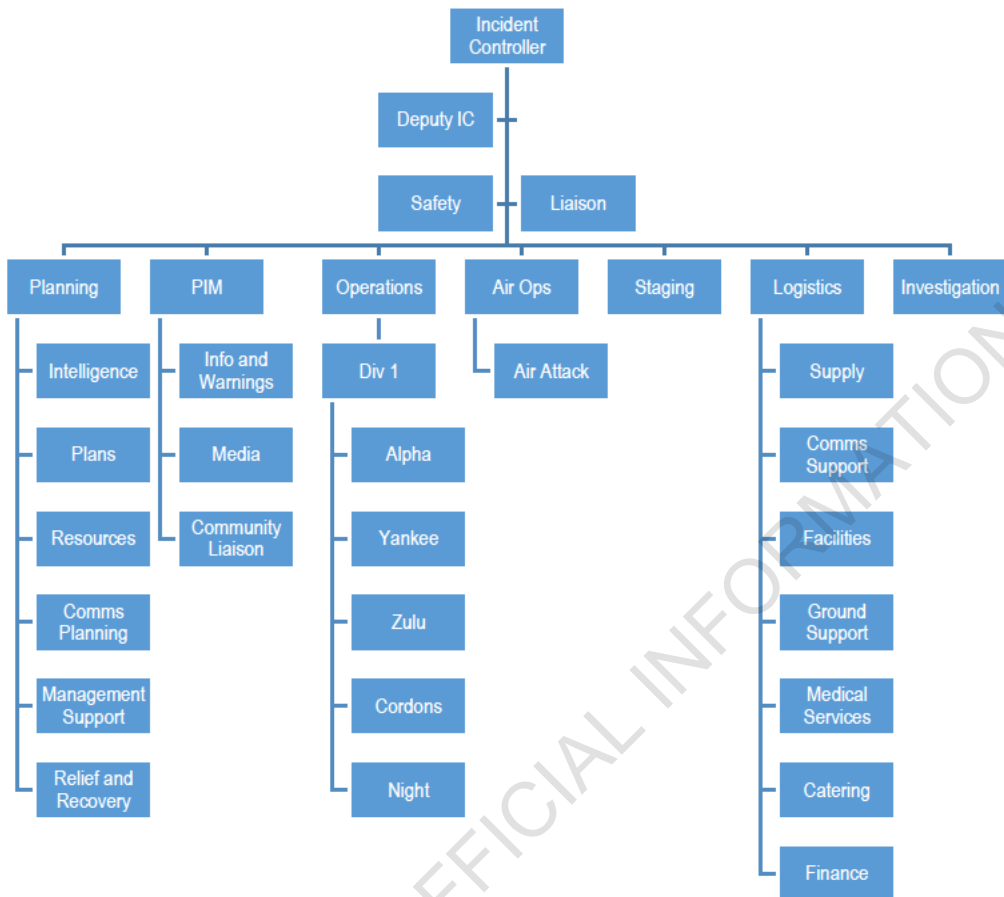 Incident
Controller
Deputy IC
Safety
Liaison
Planning
PIM
Operations
Air Ops
Staging
Logistics
Investigation
Intelligence
Info and
Warnings
Div 1
Air Attack
Supply
Plans
Media
Alpha
Comms
Support
Resources
Community
Liaison
Yankee
Facilities
Comms
Planning
Zulu
Ground
Support
Management
Support
Cordons
Medical
Services
Relief and
Recovery
Night
Catering
Finance
FFICIAL INFORMATION